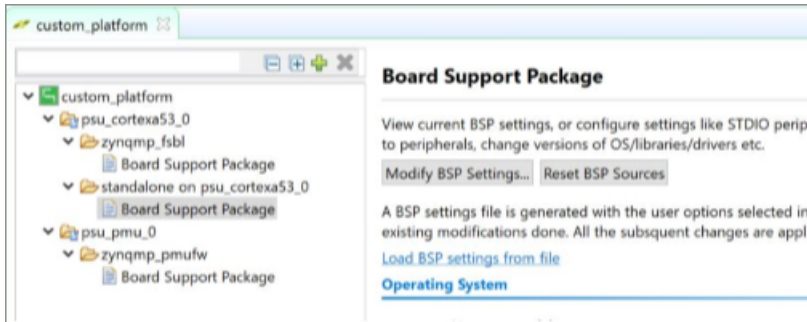 custom_platform
custom_platform
psu_cortexa53_0
zynqmp_fsbl
Board Support Package
standalone on psu_cortexa53_0
Board Support Package
psu_pmu_0
zynqmp_pmufw
Board Support Package
Board Support Package
View current BSP settings, or configure settings like STDIO perip
to peripherals, change versions of OS/libraries/drivers etc.
Modify BSP Settings... Reset BSP Sources
A BSP settings file is generated with the user options selected in
existing modifications done. All the subsquent changes are appl
Load BSP settings from file
Operating System